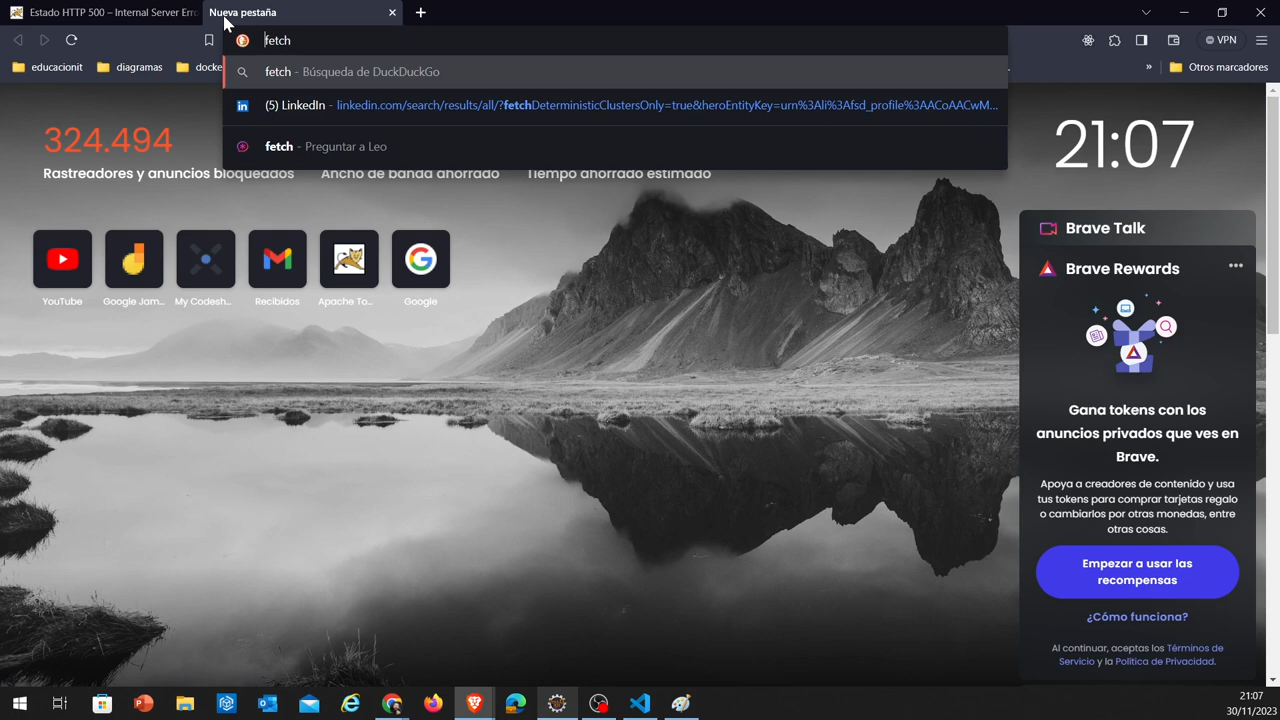 Estado HTTP 500 – Internal Server Erro
Nueva pestaña
fetch
VPN
educacionit
diagramas
docke
Otros marcadores
fetch - Búsqueda de DuckDuckGo
(5) LinkedIn - linkedin.com/search/results/all/?fetchDeterministicClustersOnly=true&heroEntityKey=urn%3Ali%3Afsd_profile%3AACoAACwM...
fetch - Preguntar a Leo
324.494
Rastreadores y anuncios bloqueados
Ancho de banda ahorrado
Tiempo ahorrado estimado
21:07
YouTube
Google Jam...
My Codesh...
Recibidos
Apache To...
Google
Brave Talk
Brave Rewards
Gana tokens con los
anuncios privados que ves en
Brave.
Apoya a creadores de contenido y usa
tus tokens para comprar tarjetas regalo
o cambiarlos por otras monedas, entre
otras cosas.
Empezar a usar las
recompensas
¿Cómo funciona?
Al continuar, aceptas los Términos de
Servicio y la Política de Privacidad.
21:07
30/11/2023